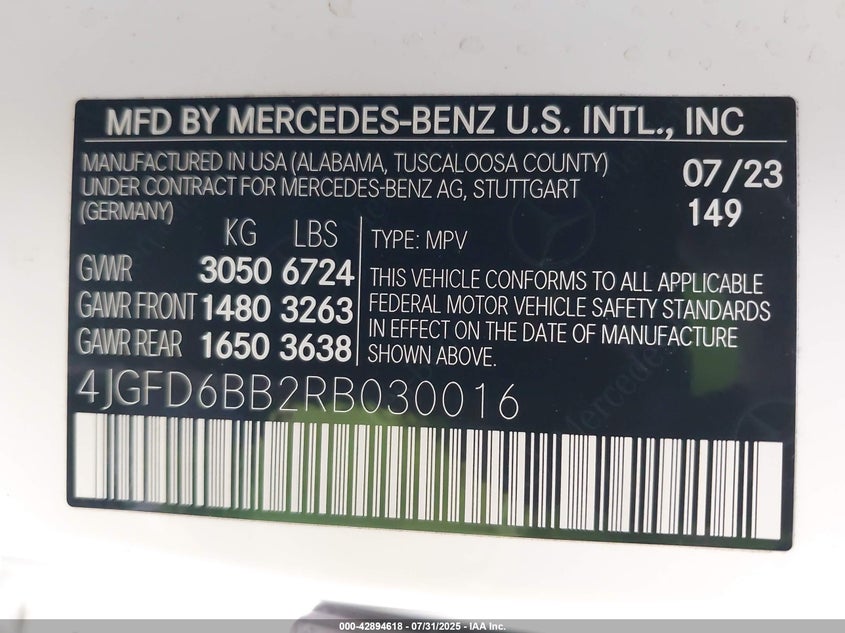 MFD BY MERCEDES-BENZ U.S. INTL., INC
MANUFACTURED IN USA (ALABAMA, TUSCALOOSA COUNTY)
UNDER CONTRACT FOR MERCEDES-BENZ AG, STUTTGART
(GERMANY)
07/23
149
KG LBS
GVWR 3050 6724
GAWR FRONT 1480 3263
GAWR REAR 1650 3638
TYPE: MPV
THIS VEHICLE CONFORMS TO ALL APPLICABLE
FEDERAL MOTOR VEHICLE SAFETY STANDARDS
IN EFFECT ON THE DATE OF MANUFACTURE
SHOWN ABOVE.
4JGFD6BB2RB030016
000-42894618 - 07/31/2025 - IAA Inc.